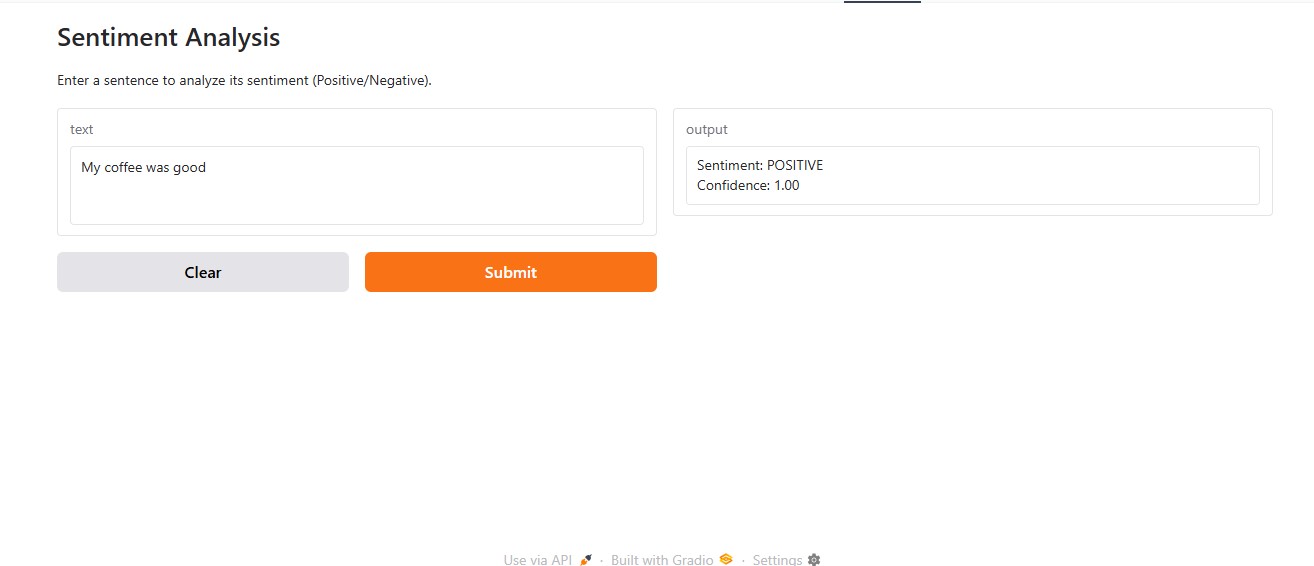 Sentiment Analysis
Enter a sentence to analyze its sentiment (Positive/Negative).
text
My coffee was good
output
Sentiment: POSITIVE
Confidence: 1.00
Clear
Submit
Use via API · Built with Gradio · Settings